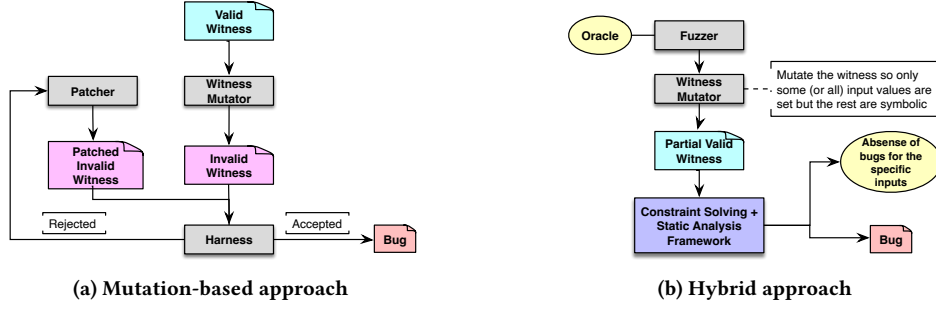 Valid
Witness
Patcher
Witness
Mutator
Patched
Invalid
Witness
Invalid
Witness
Rejected
Harness
Accepted
Bug
(a) Mutation-based approach
Oracle
Fuzzer
Witness
Mutator
Mutate the witness so only
some (or all) input values are
set but the rest are symbolic
Partial Valid
Witness
Absense of
bugs for the
specific
inputs
Constraint Solving +
Static Analysis
Framework
Bug
(b) Hybrid approach